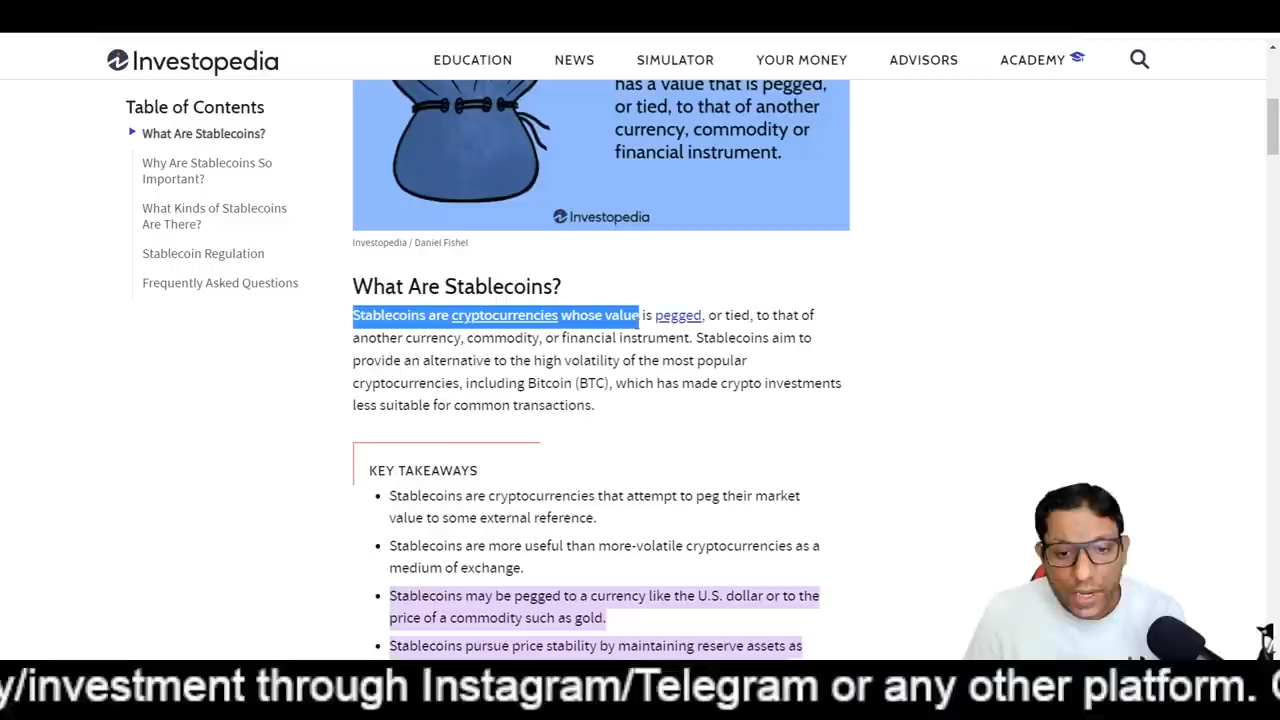 Investopedia
EDUCATION NEWS SIMULATOR YOUR MONEY ADVISORS ACADEMY
Table of Contents
What Are Stablecoins?
Why Are Stablecoins So
Important?
What Kinds of Stablecoins
Are There?
Stablecoin Regulation
Frequently Asked Questions
has a value that is pegged,
or tied, to that of another
currency, commodity or
financial instrument.
Investopedia
Investopedia / Daniel Fishel
What Are Stablecoins?
Stablecoins are cryptocurrencies whose value is pegged, or tied, to that of
another currency, commodity, or financial instrument. Stablecoins aim to
provide an alternative to the high volatility of the most popular
cryptocurrencies, including Bitcoin (BTC), which has made crypto investments
less suitable for common transactions.
KEY TAKEAWAYS
• Stablecoins are cryptocurrencies that attempt to peg their market
value to some external reference.
• Stablecoins are more useful than more-volatile cryptocurrencies as a
medium of exchange.
• Stablecoins may be pegged to a currency like the U.S. dollar or to the
price of a commodity such as gold.
• Stablecoins pursue price stability by maintaining reserve assets as
y/investment through Instagram/Telegram or any other platform.